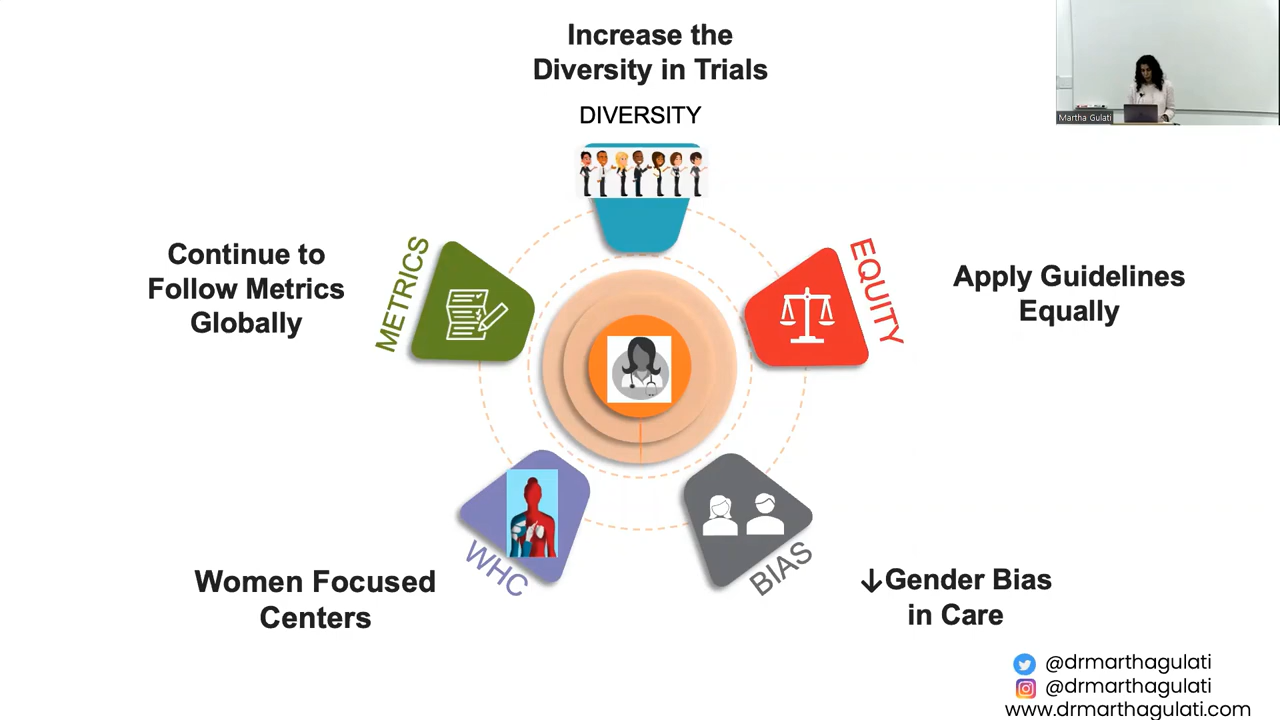 Increase the
Diversity in Trials
DIVERSITY
Martha Gulati
METRICS
Continue to
Follow Metrics
Globally
EQUITY
Apply Guidelines
Equally
WHC
Women Focused
Centers
BIAS
↓Gender Bias
in Care
@drmarthagulati
@drmarthagulati
www.drmarthagulati.com